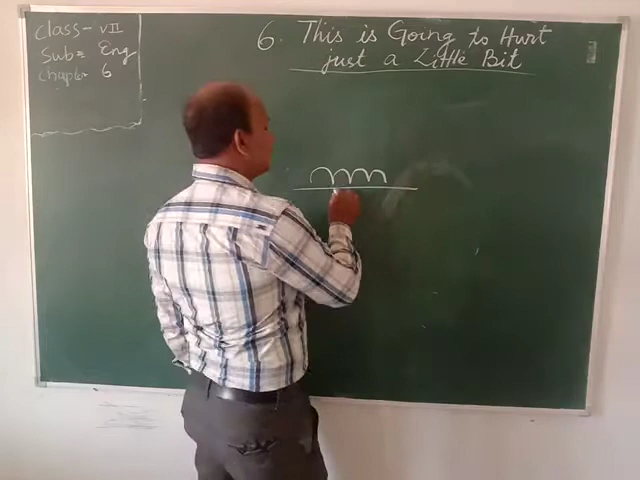 Class- VII
Sub= Eng
Chapter 6
6. This is Going to Hurt
just a Little Bit